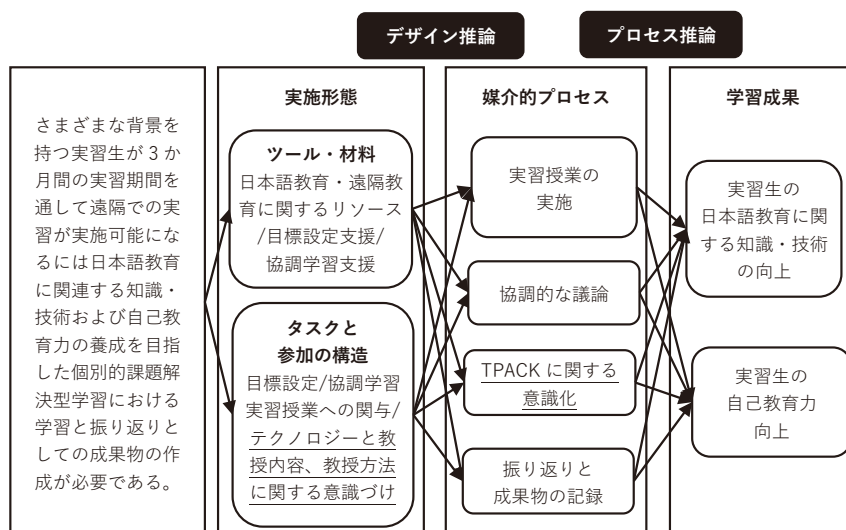 デザイン推論
プロセス推論
さまざまな背景を
持つ実習生が3か
月間の実習期間を
通して遠隔での実
習が実施可能にな
るには日本語教育
に関連する知識・
技術および自己教
育力の養成を目指
した個別的課題解
決型学習における
学習と振り返りと
しての成果物の作
成が必要である。
実施形態
ツール・材料
日本語教育・遠隔教
育に関するリソース
/目標設定支援/
協調学習支援
タスクと
参加の構造
目標設定/協調学習
実習授業への関与/
テクノロジーと教
授内容、教授方法
に関する意識づけ
媒介的プロセス
実習授業の
実施
協調的な議論
TPACK に関する
意識化
振り返りと
成果物の記録
学習成果
実習生の
日本語教育に関
する知識・技術
の向上
実習生の
自己教育力
向上